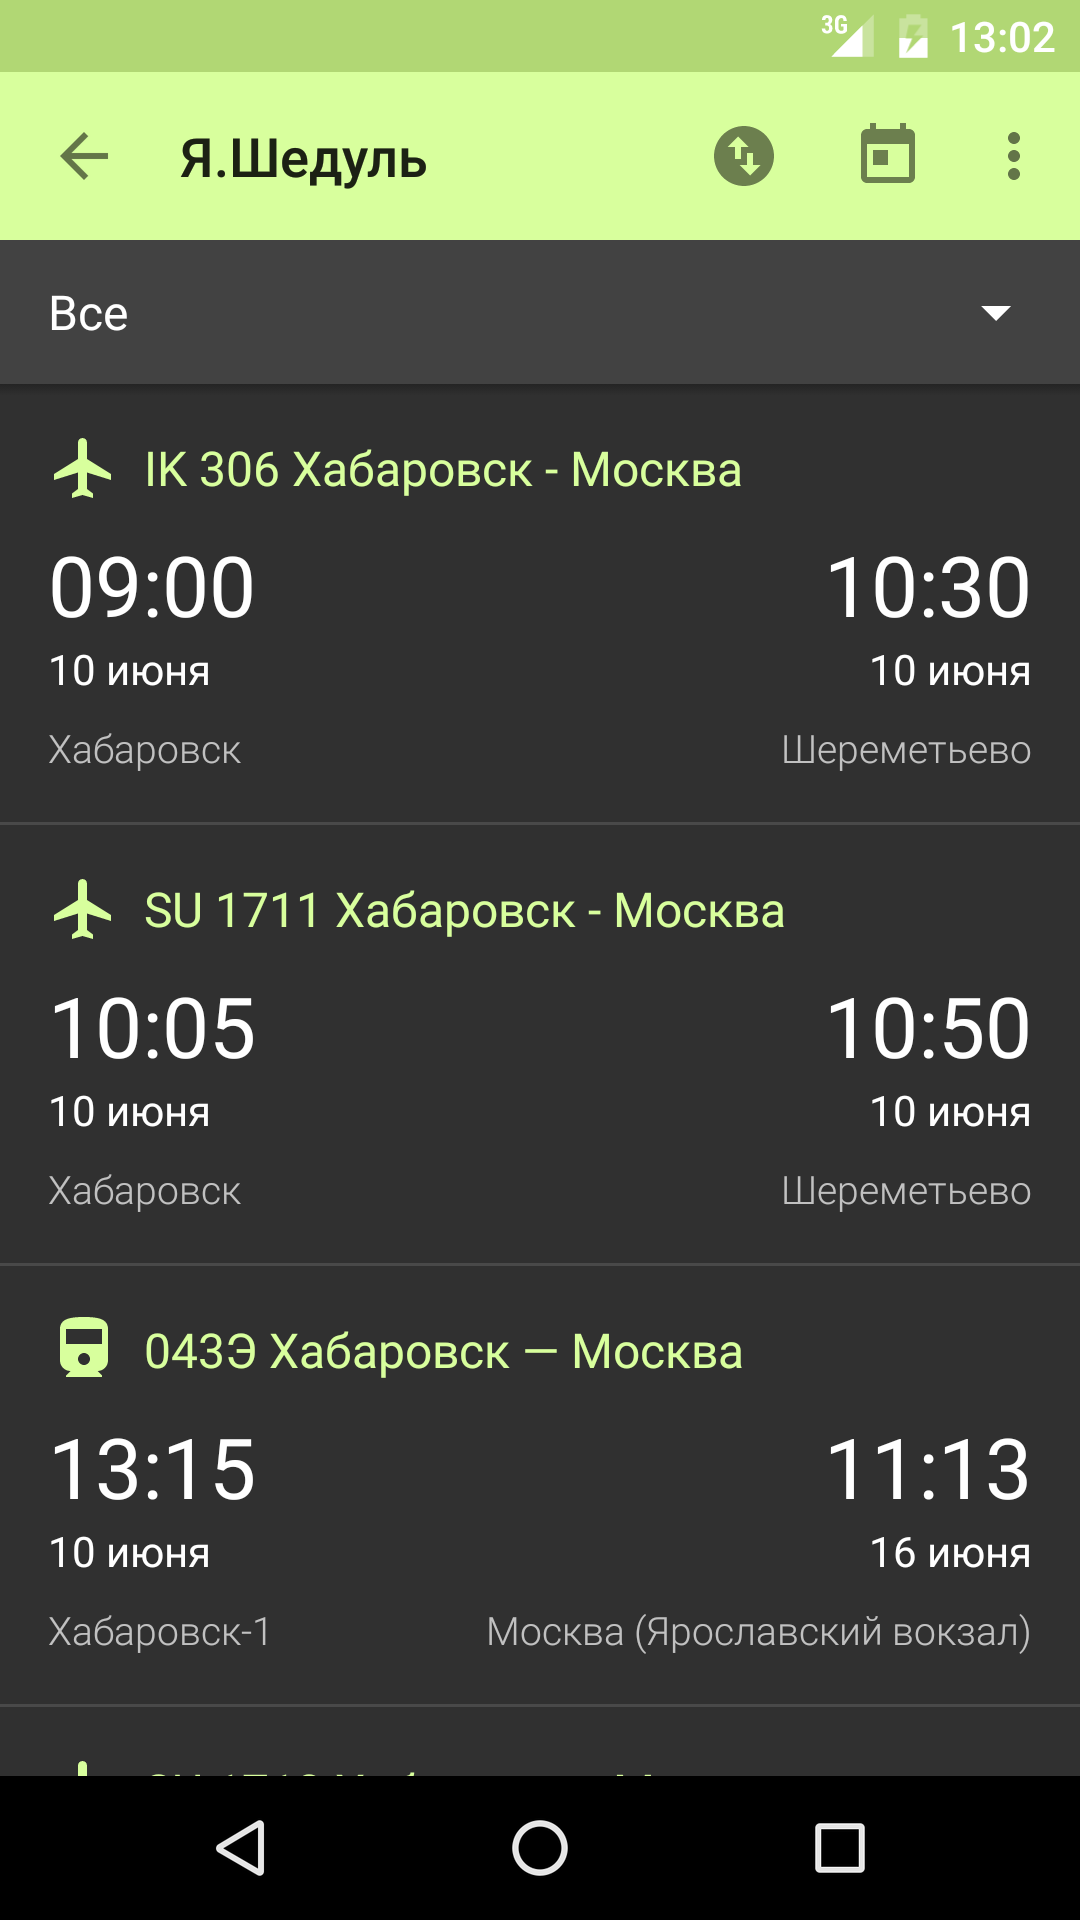 3G 13:02
Я.Шедуль
Все
IK 306 Хабаровск - Москва
09:00 10:30
10 июня 10 июня
Хабаровск Шереметьево
SU 1711 Хабаровск - Москва
10:05 10:50
10 июня 10 июня
Хабаровск Шереметьево
043Э Хабаровск — Москва
13:15 11:13
10 июня 16 июня
Хабаровск-1 Москва (Ярославский вокзал)